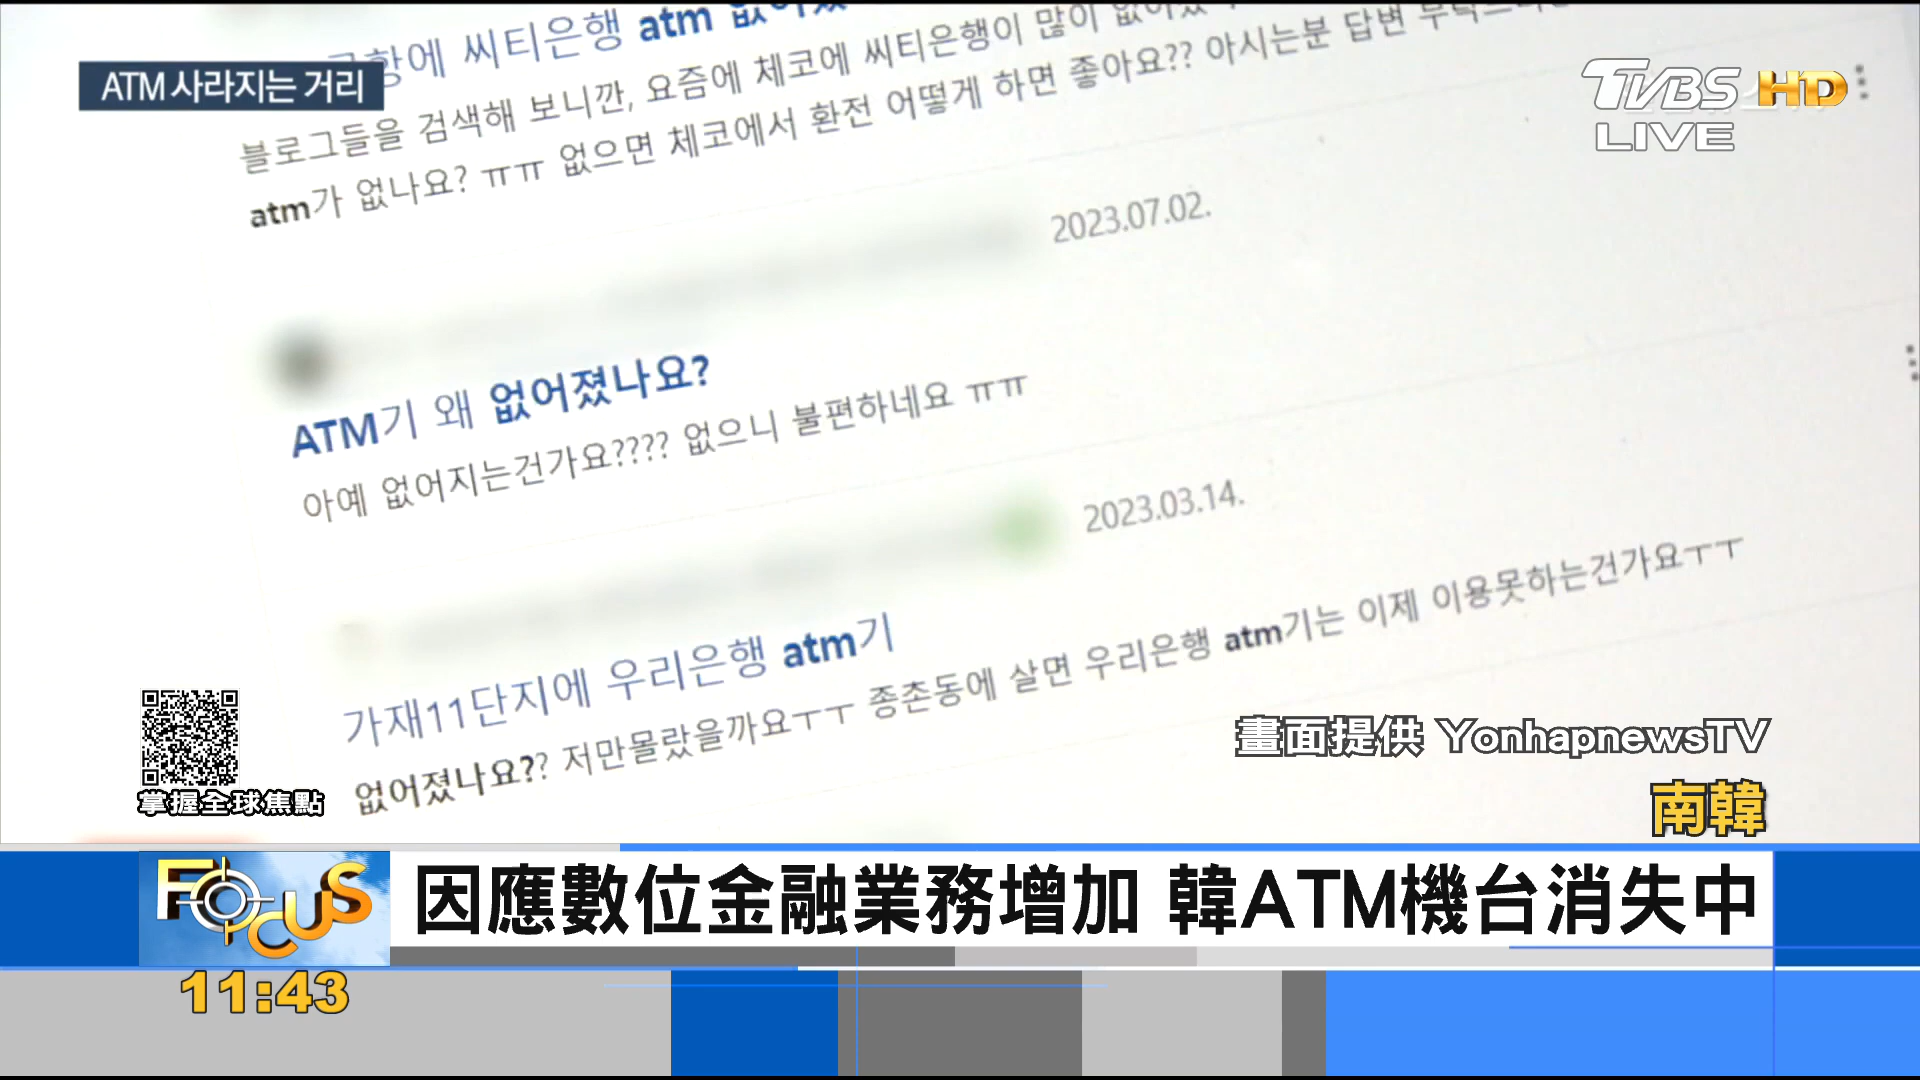 공항에 씨티은행 atm
ATM 사라지는 거리
블로그들을 검색해 보니깐, 요즘에 체코에 씨티은행이 많이
atm가 없나요? ㅠㅠ 없으면 체코에서 환전 어떻게 하면 좋아요?? 아시는분 답변
TVBS HD
LIVE
2023.07.02.
ATM기 왜 없어졌나요?
아예 없어지는건가요???? 없으니 불편하네요 ㅠㅠ
2023.03.14.
가재11단지에 우리은행 atm기
없어졌나요?? 저만몰랐을까요ㅜㅜ 종촌동에 살면 우리은행 atm기는 이제 이용못하는건가요ㅜㅜ
畫面提供 YonhapnewsTV
掌握全球焦點
南韓
FOCUS
因應數位金融業務增加 韓ATM機台消失中
11:43